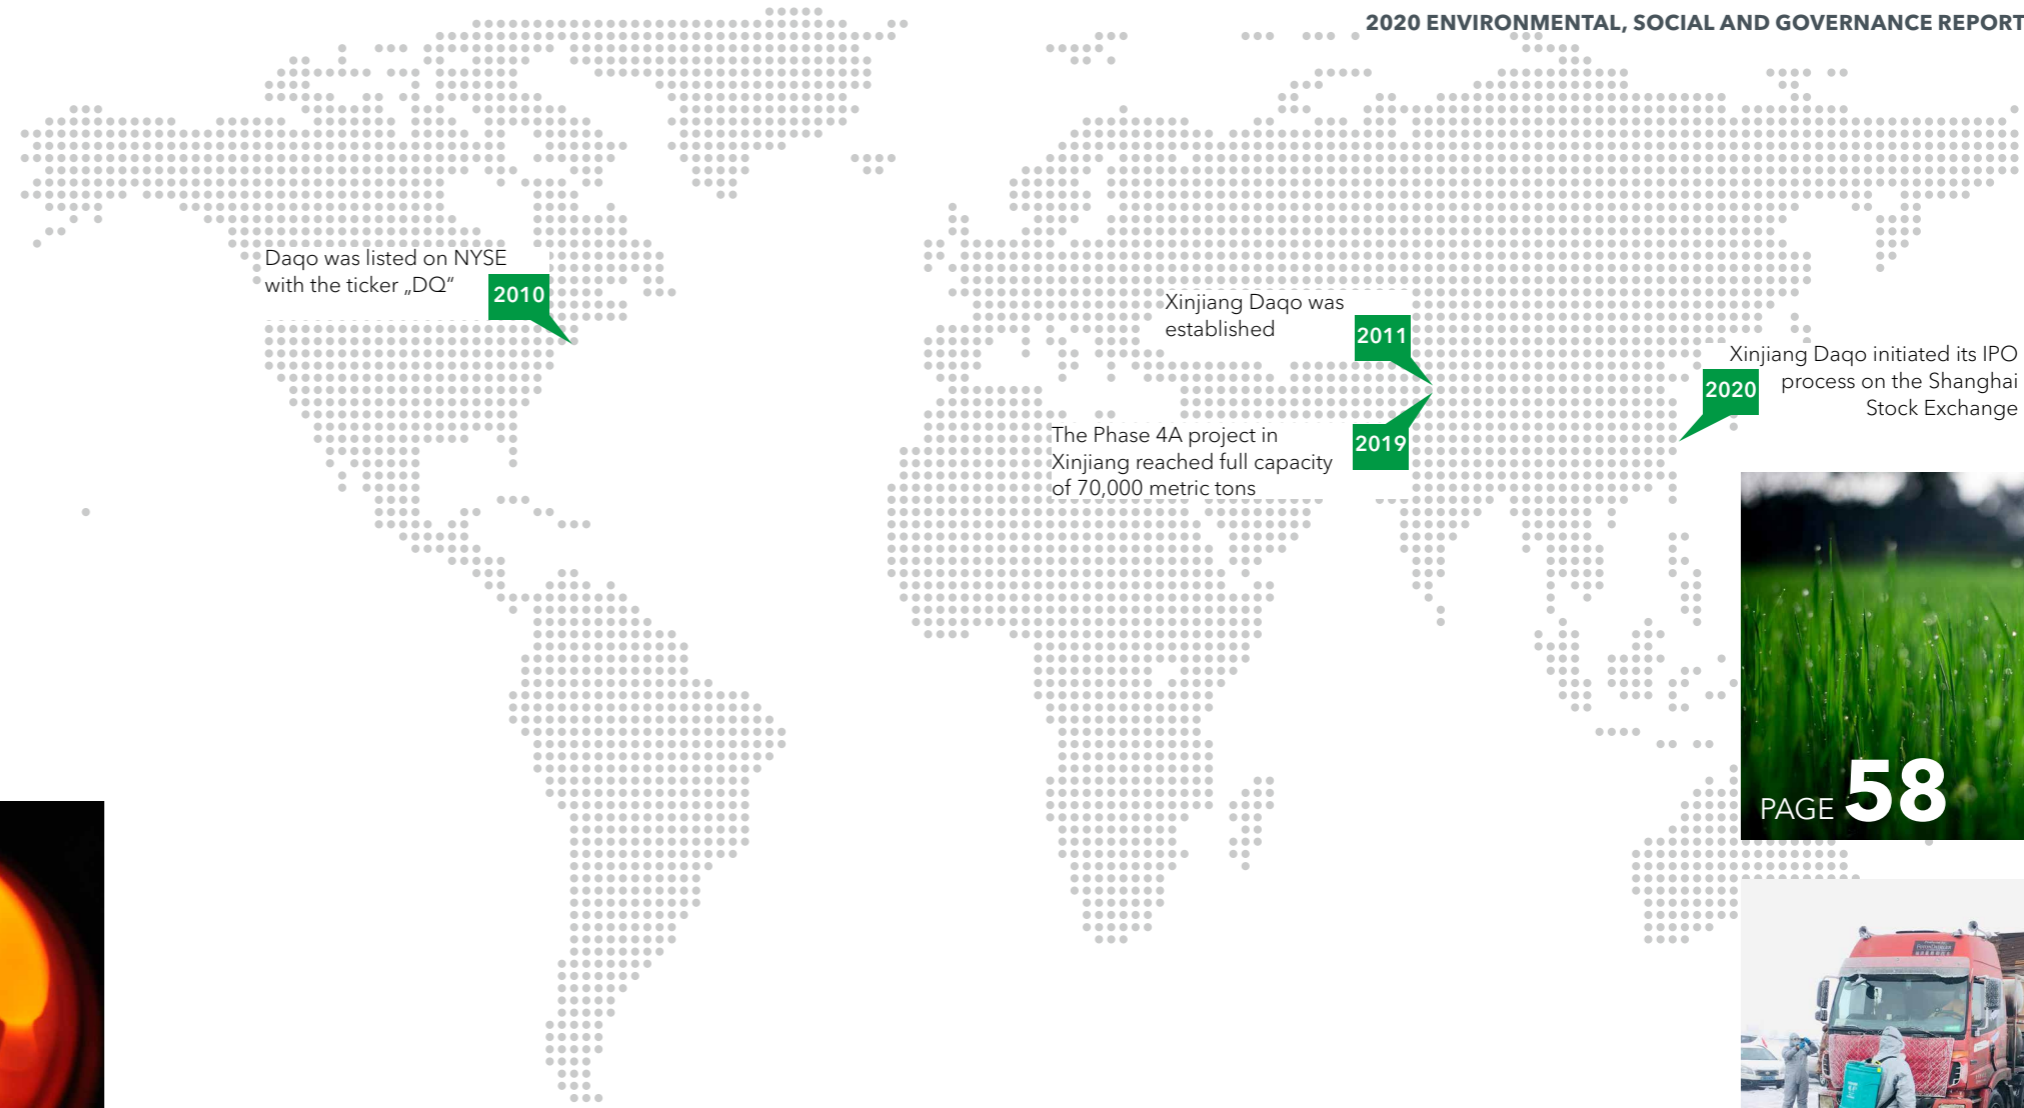 2020 ENVIRONMENTAL, SOCIAL AND GOVERNANCE REPORT
Daqo was listed on NYSE
with the ticker „DQ“
2010
Xinjiang Daqo was
established
2011
The Phase 4A project in
Xinjiang reached full capacity
of 70,000 metric tons
2019
Xinjiang Daqo initiated its IPO
process on the Shanghai
Stock Exchange
2020
PAGE 58